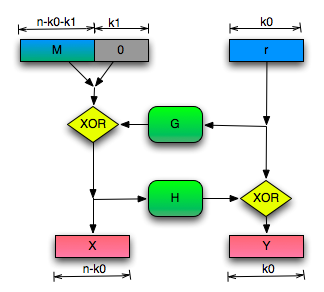 n-k0-k1 k1 k0
M 0 r
XOR G
H XOR
X Y
n-k0 k0